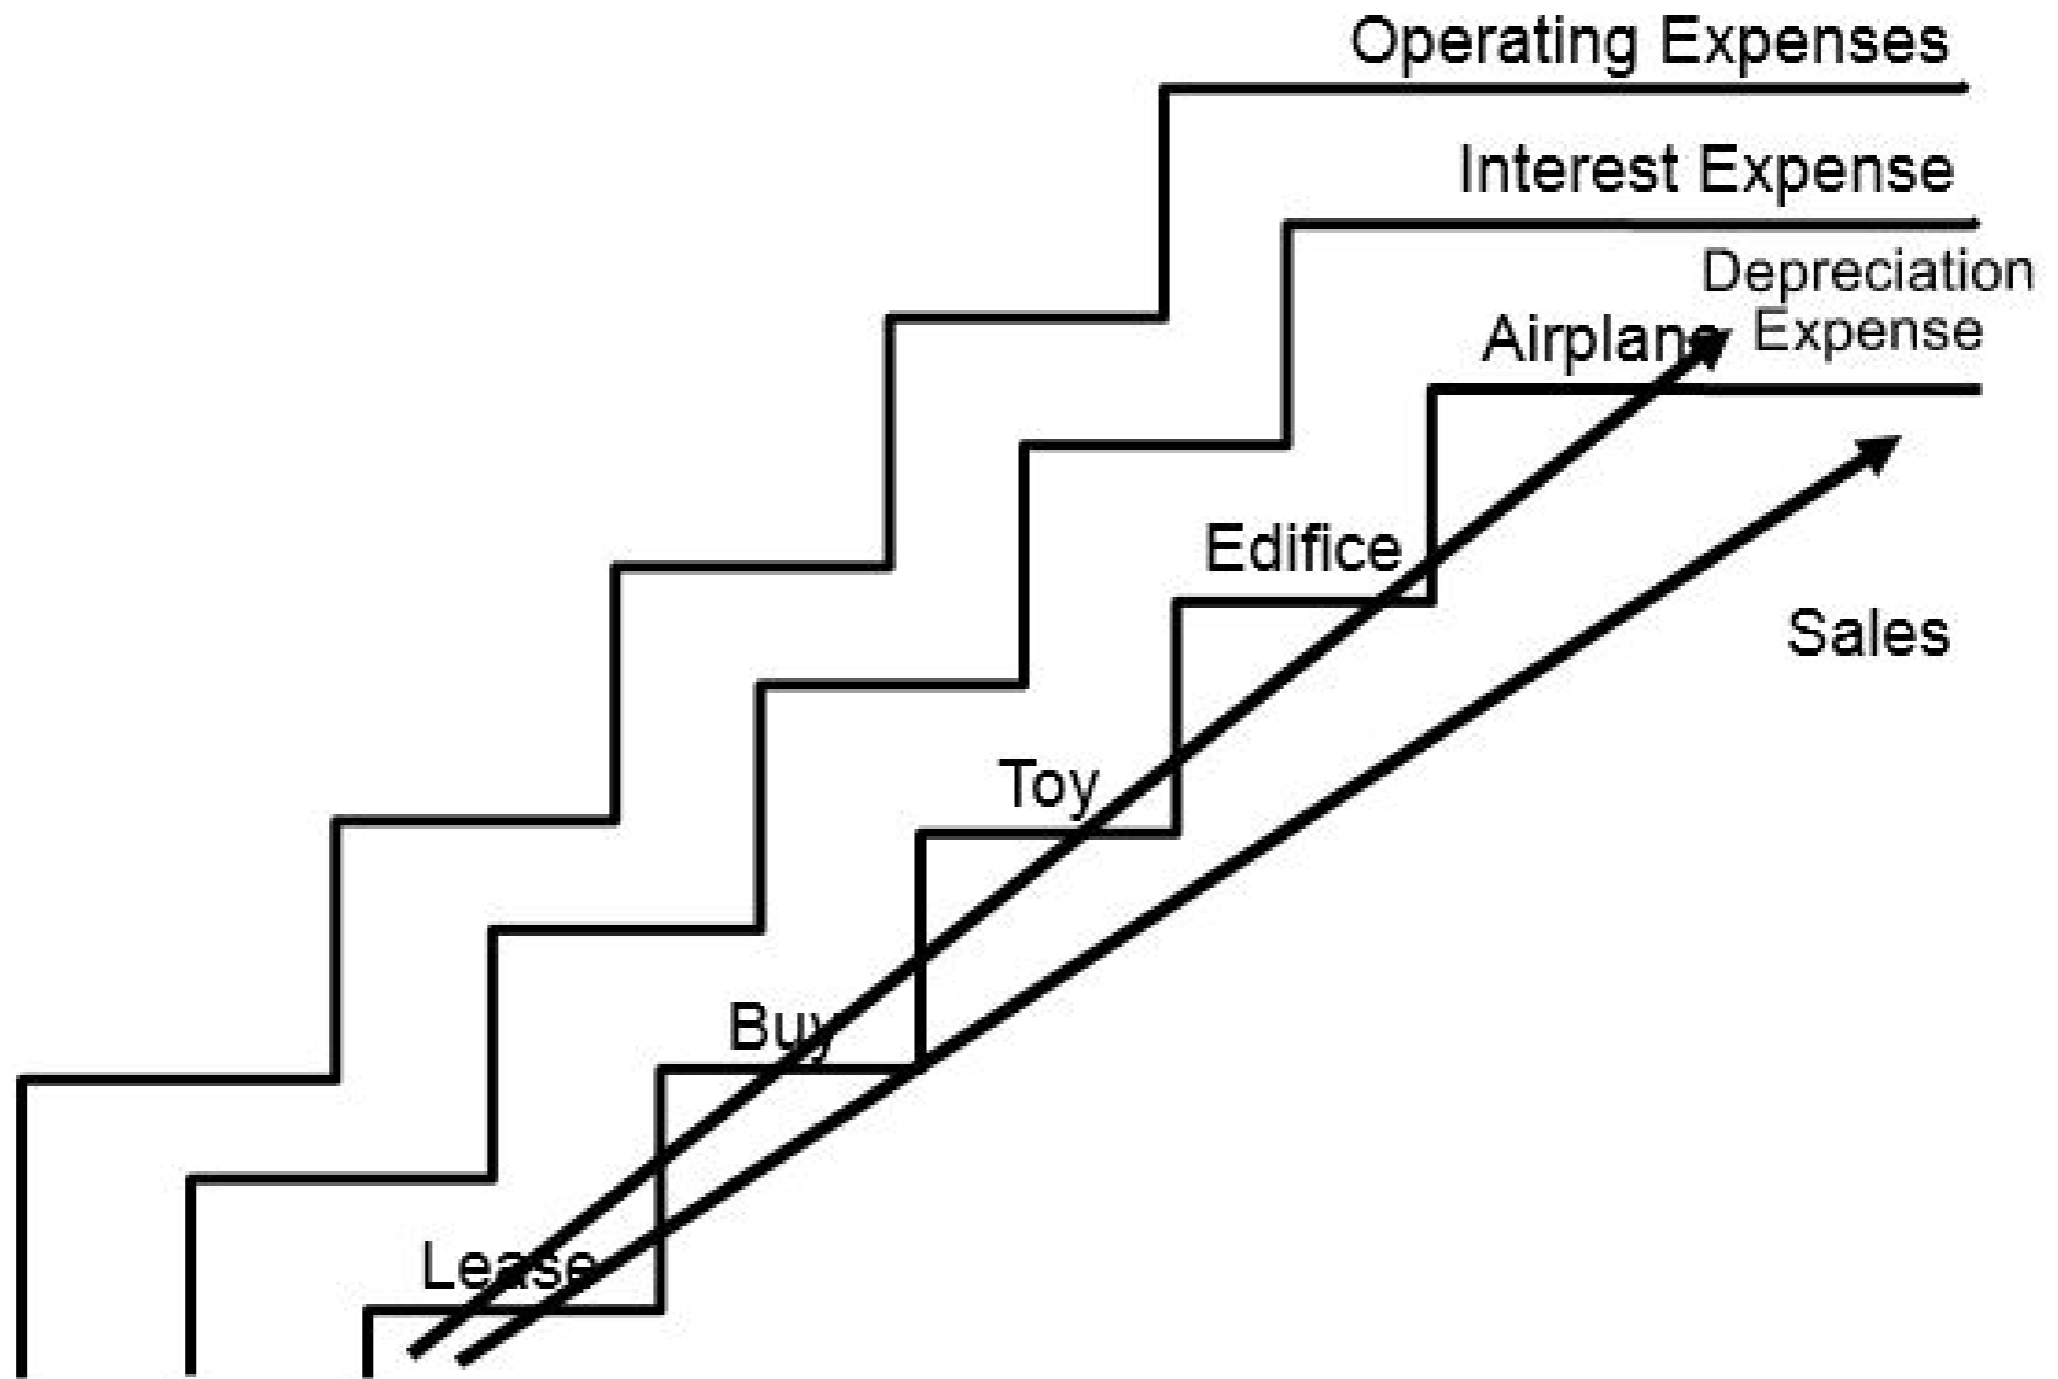 Operating Expenses
Interest Expense
Depreciation
Expense
Airplane
Edifice
Sales
Toy
Buy
Lease